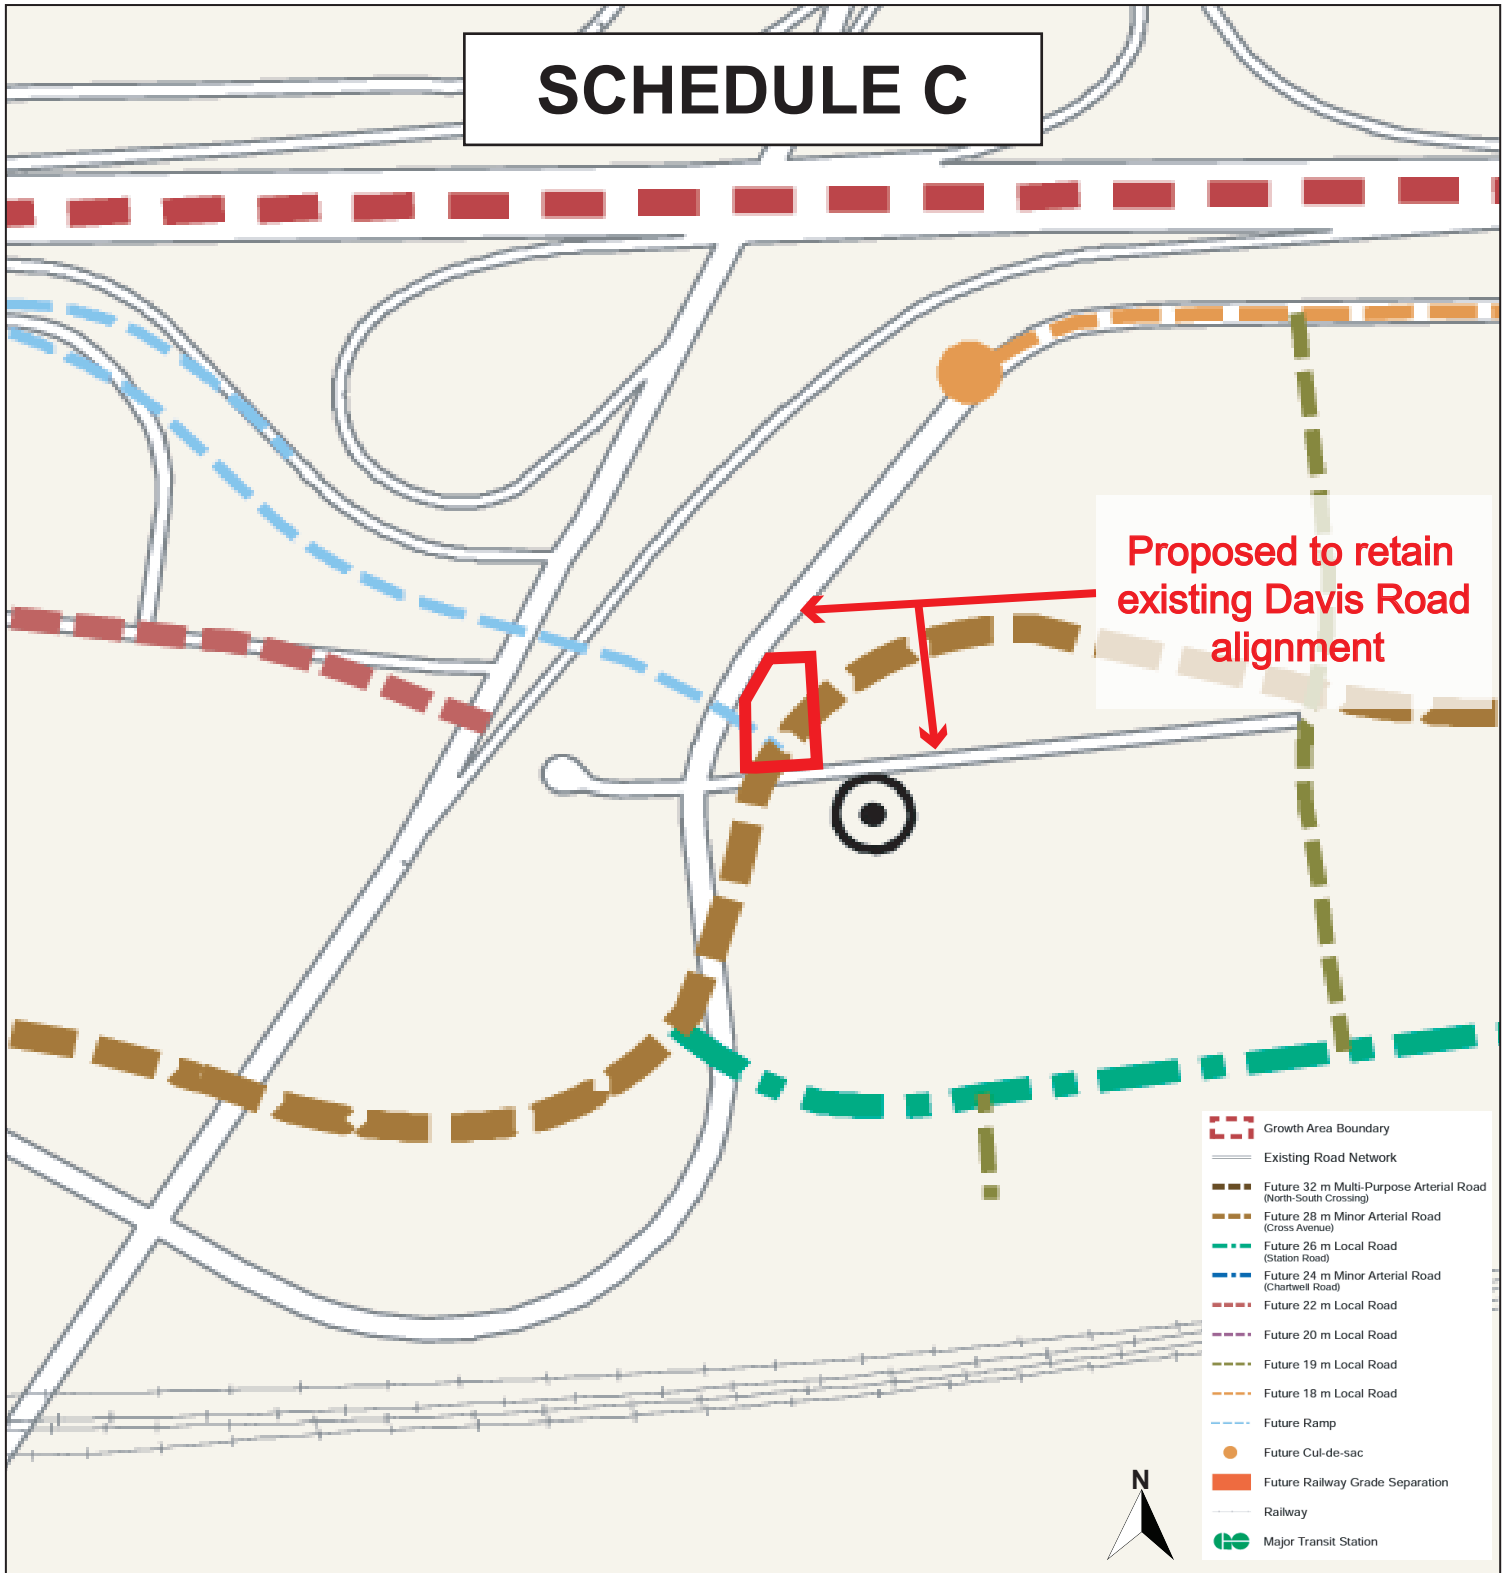 SCHEDULE C
Proposed to retain
existing Davis Road
alignment
Growth Area Boundary
Existing Road Network
Future 32 m Multi-Purpose Arterial Road
(North-South Crossing)
Future 28 m Minor Arterial Road
(Cross Avenue)
Future 26 m Local Road
(Station Road)
Future 24 m Minor Arterial Road
(Chartwell Road)
Future 22 m Local Road
Future 20 m Local Road
Future 19 m Local Road
Future 18 m Local Road
Future Ramp
Future Cul-de-sac
Future Railway Grade Separation
Railway
GO Major Transit Station
N